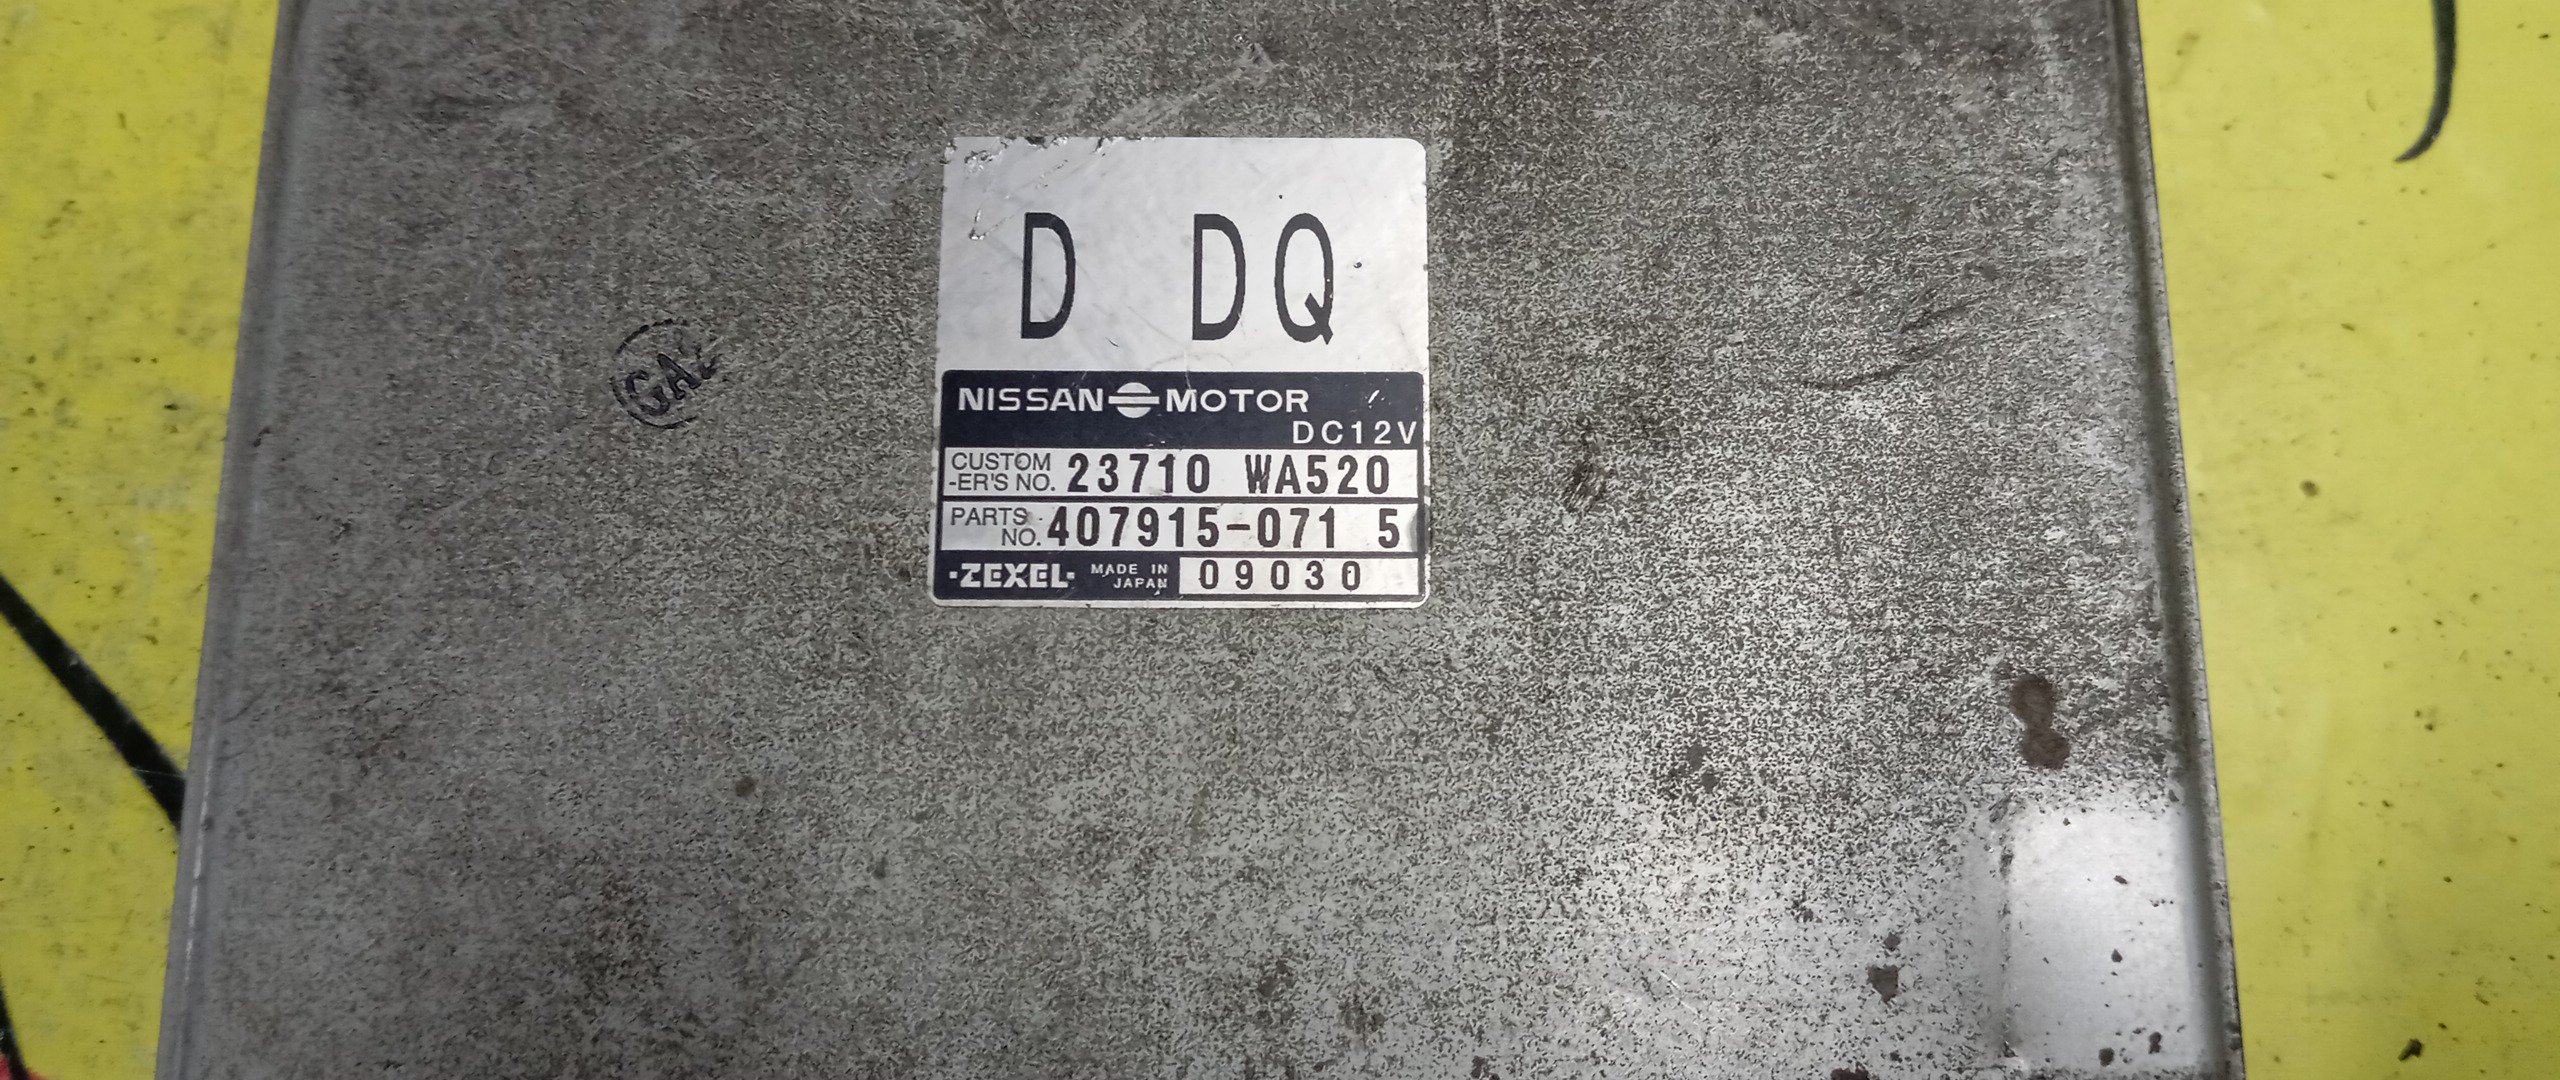 D DQ
NISSAN MOTOR
DC12V
CUSTOM
-ER'S NO. 23710 WA520
PARTS
NO. 407915-071 5
·ZEXEL· MADE IN
JAPAN 09030
GA2